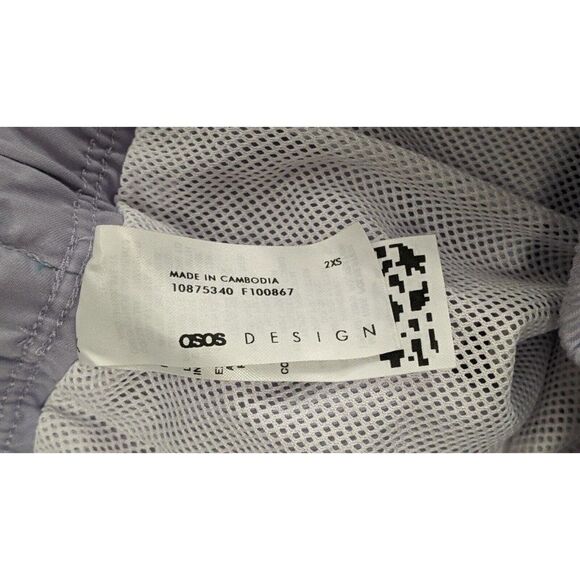 2XS
MADE IN CAMBODIA
10875340 F100867
asos DESIGN